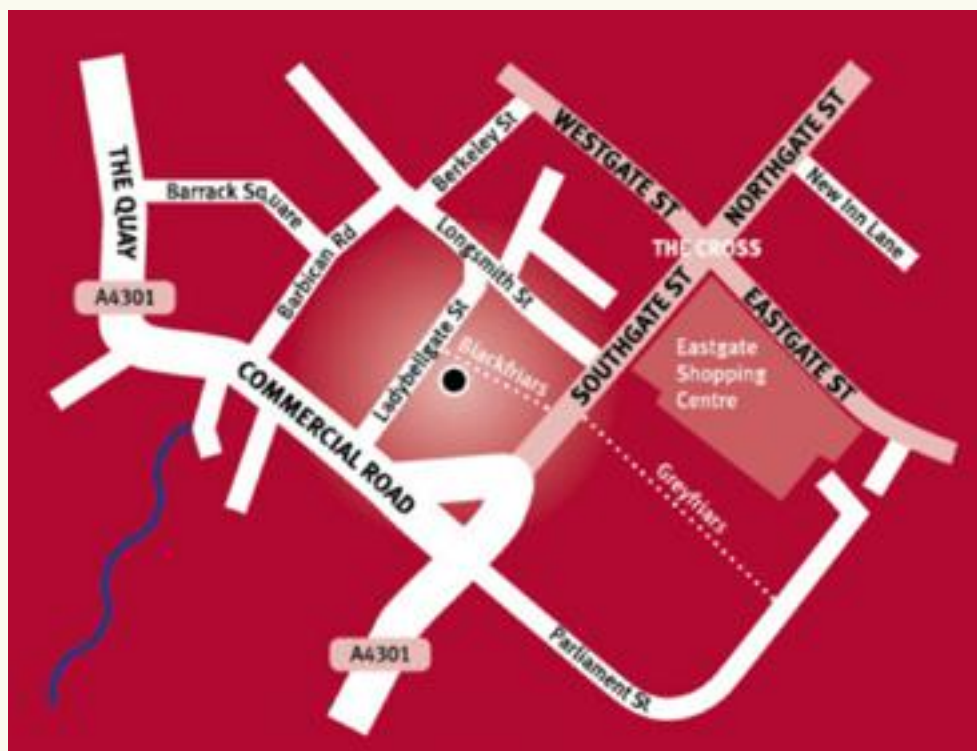 THE QUAY
Barrack Square
Berkeley St
WESTGATE ST
NORTHGATE ST
New Inn Lane
THE CROSS
Longsmith St
Barbican Rd
A4301
Ladybellgate St
Blackfriars
SOUTHGATE ST
EASTGATE ST
Eastgate
Shopping
Centre
COMMERCIAL ROAD
Greyfriars
A4301
Parliament St